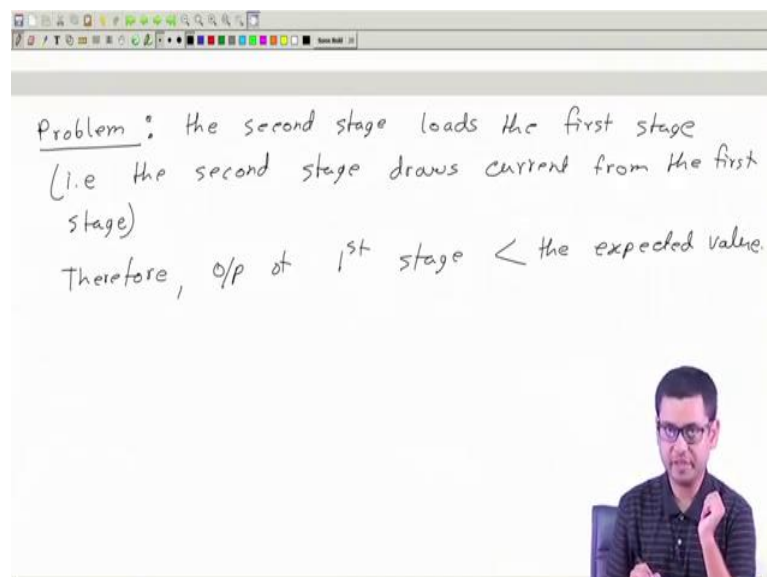 Problem : the second stage loads the first stage
(i.e the second stage draws current from the first
stage)
Therefore, o/p of 1st stage < the expected value.